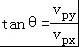 tan θ = v_py / v_px